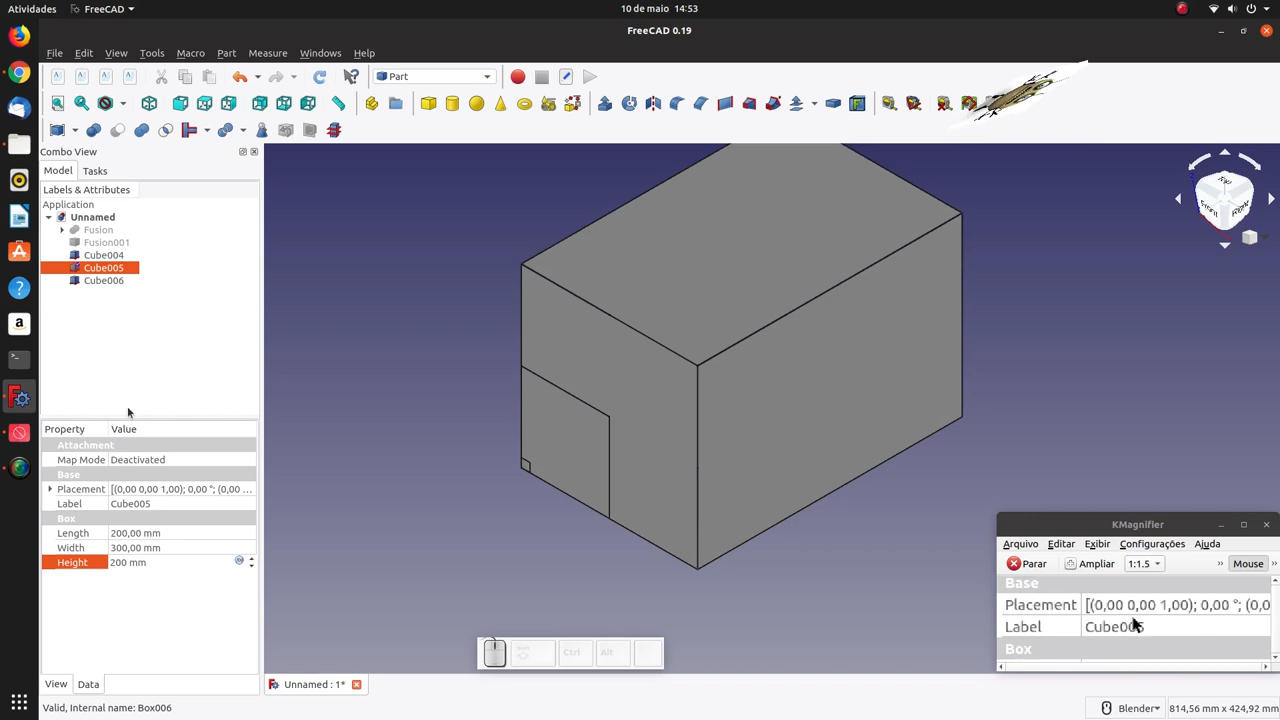 Atividades FreeCAD 10 de maio 14:53
FreeCAD 0.19
File Edit View Tools Macro Part Measure Windows Help
Part
Combo View
Model Tasks
Labels & Attributes
Application
Unnamed
Fusion
Fusion001
Cube004
Cube005
Cube006
Property Value
Attachment
Map Mode Deactivated
Base
Placement [(0,00 0,00 1,00); 0,00 °; (0,00 ...
Label Cube005
Box
Length 200,00 mm
Width 300,00 mm
Height 200 mm
Front Right
KMagnifier
Arquivo Editar Exibir Configurações Ajuda
Parar Ampliar 1:1.5 » Mouse »
Base
Placement [(0,00 0,00 1,00); 0,00 °; (0,0
Label Cube005
Box
Ctrl Alt
View Data
Unnamed : 1*
Valid, Internal name: Box006
Blender 814,56 mm x 424,92 mm